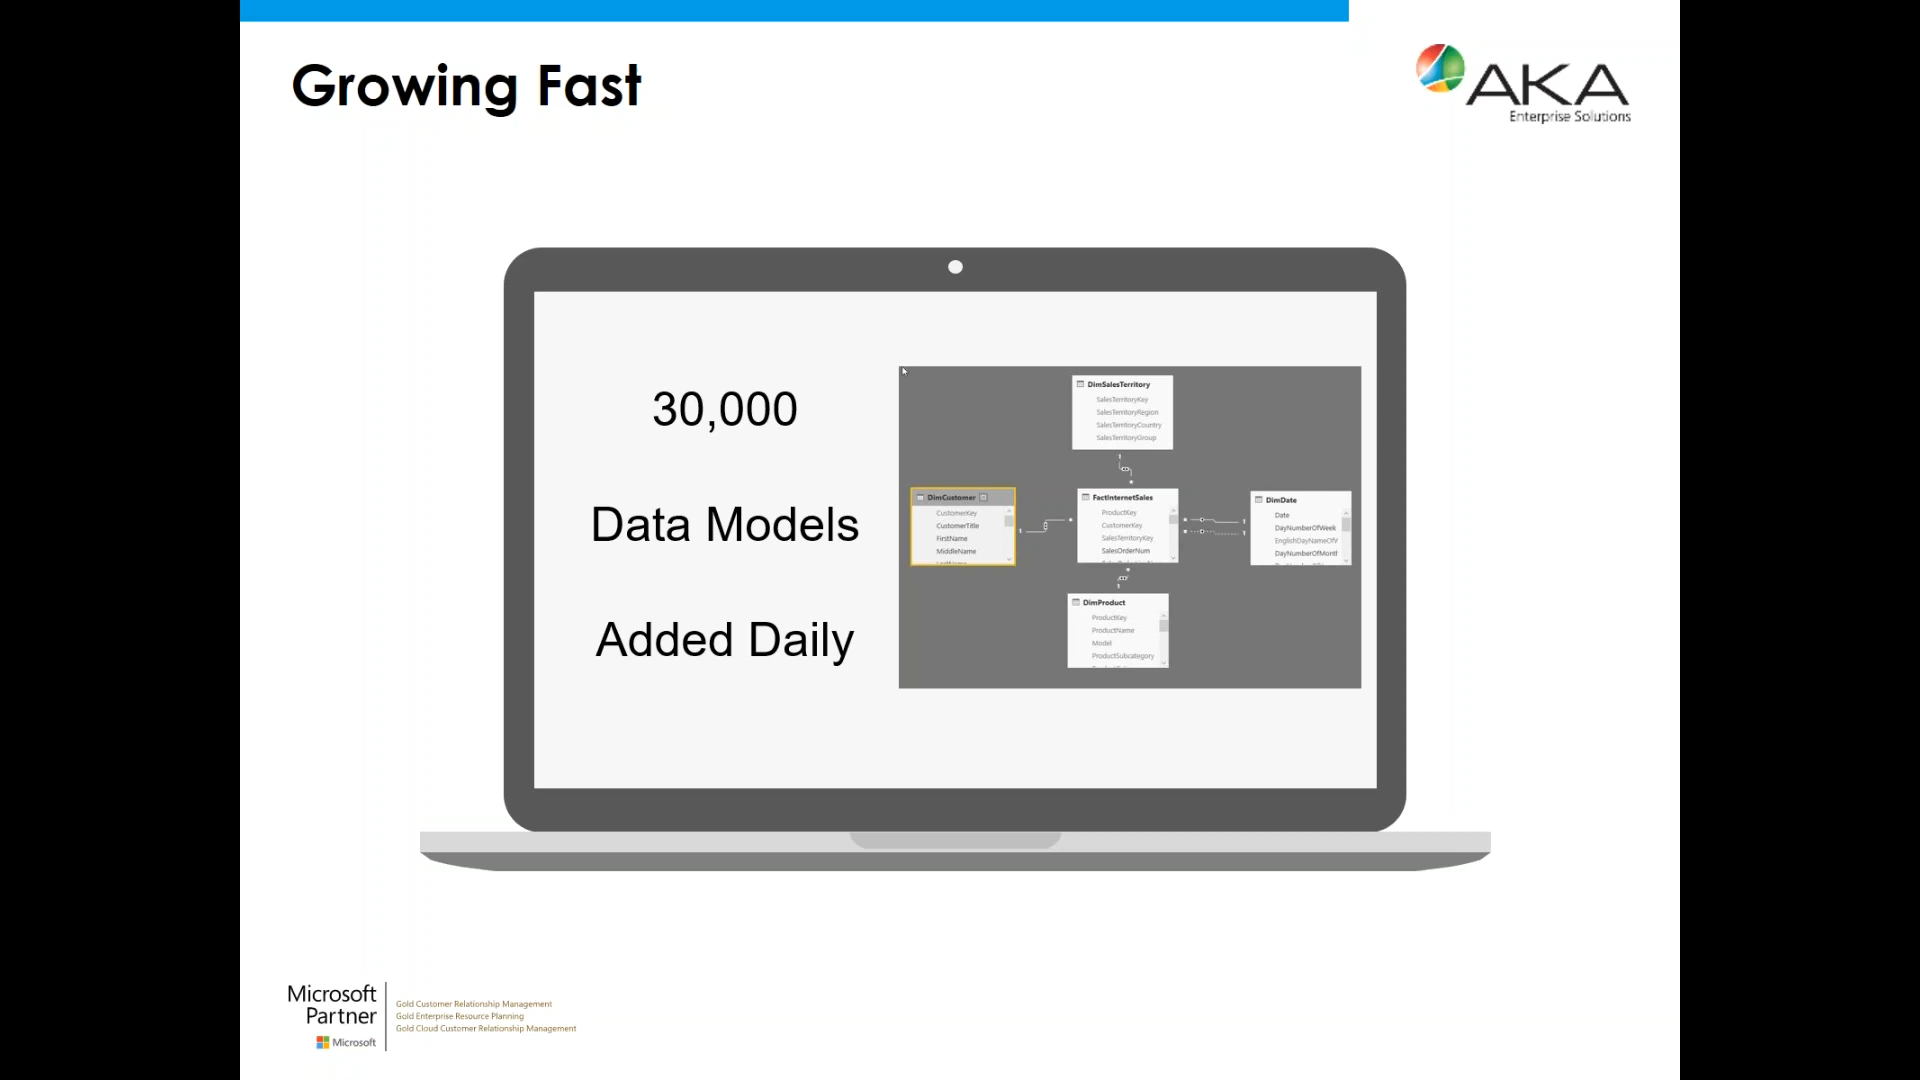 Growing Fast
AKA
Enterprise Solutions
30,000
Data Models
Added Daily
DimSalesTerritory
SalesTerritoryKey
SalesTerritoryRegion
SalesTerritoryCountry
SalesTerritoryGroup
DimCustomer
CustomerKey
CustomerTitle
FirstName
MiddleName
FactInternetSales
ProductKey
CustomerKey
SalesTerritoryKey
SalesOrderNum
DimDate
Date
DayNumberOfWeek
EnglishDayNameOfV
DayNumberOfMont
DimProduct
ProductKey
ProductName
Model
ProductSubcategory
Microsoft
Partner
Microsoft
Gold Customer Relationship Management
Gold Enterprise Resource Planning
Gold Cloud Customer Relationship Management